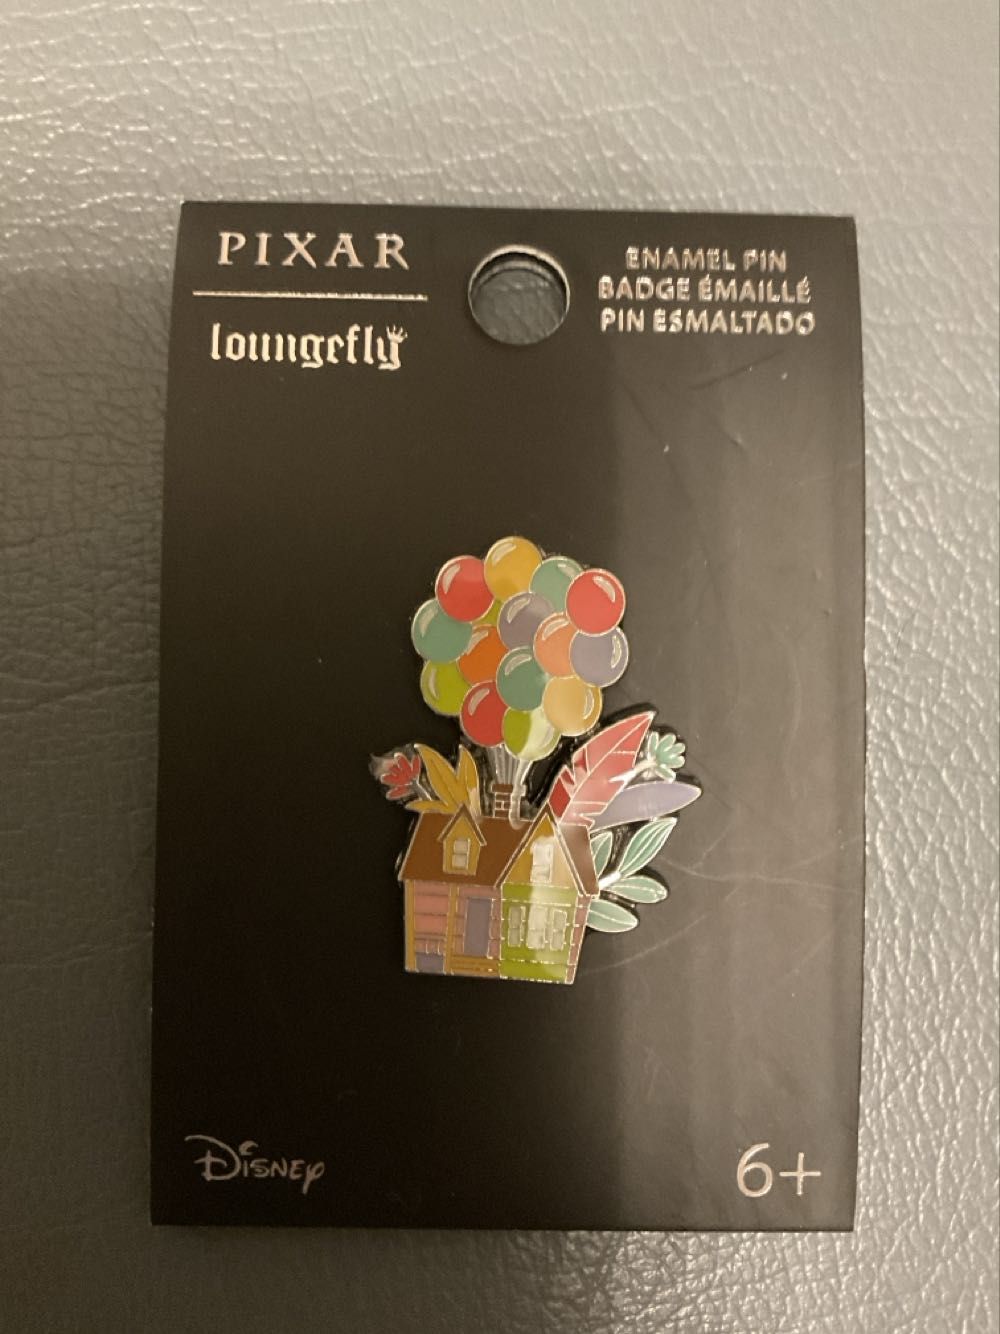 PIXAR
loungefly
ENAMEL PIN
BADGE ÉMAILLÉ
PIN ESMALTADO
Disney
6+